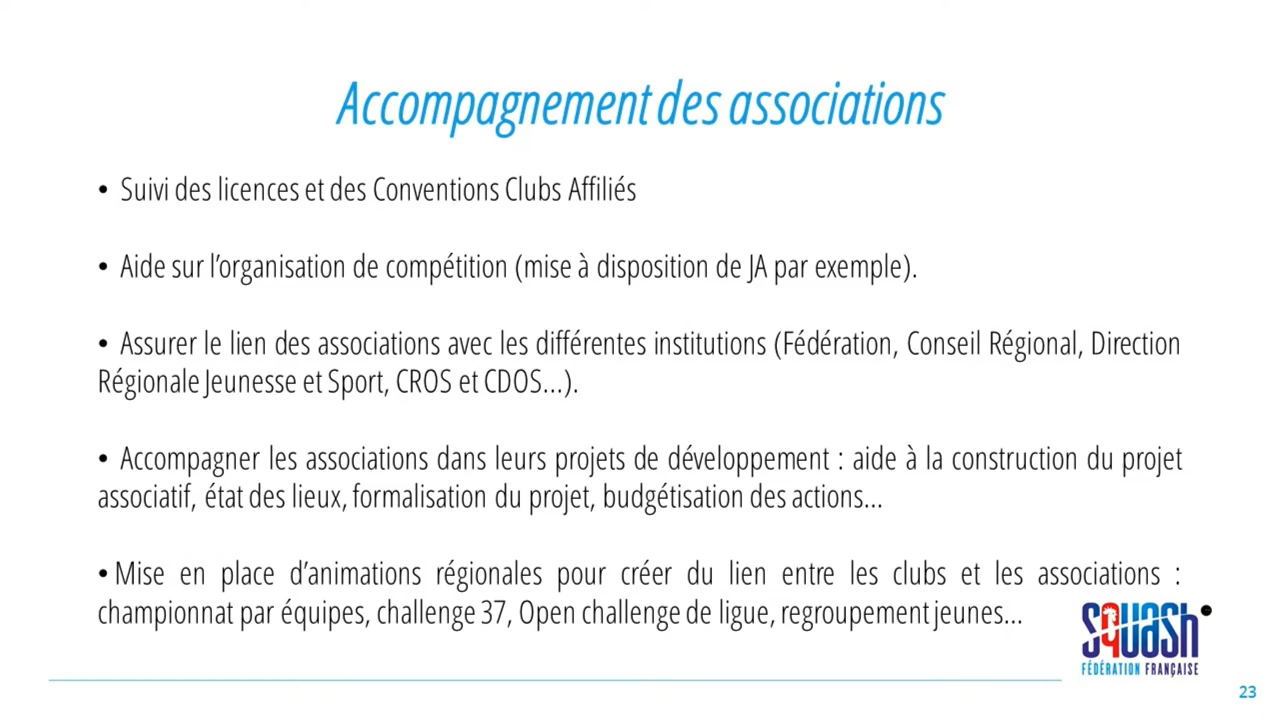 Accompagnement des associations
• Suivi des licences et des Conventions Clubs Affiliés
• Aide sur l’organisation de compétition (mise à disposition de JA par exemple).
• Assurer le lien des associations avec les différentes institutions (Fédération, Conseil Régional, Direction
Régionale Jeunesse et Sport, CROS et CDOS…).
• Accompagner les associations dans leurs projets de développement : aide à la construction du projet
associatif, état des lieux, formalisation du projet, budgétisation des actions…
• Mise en place d’animations régionales pour créer du lien entre les clubs et les associations :
championnat par équipes, challenge 37, Open challenge de ligue, regroupement jeunes…
squash
FÉDÉRATION FRANÇAISE
23